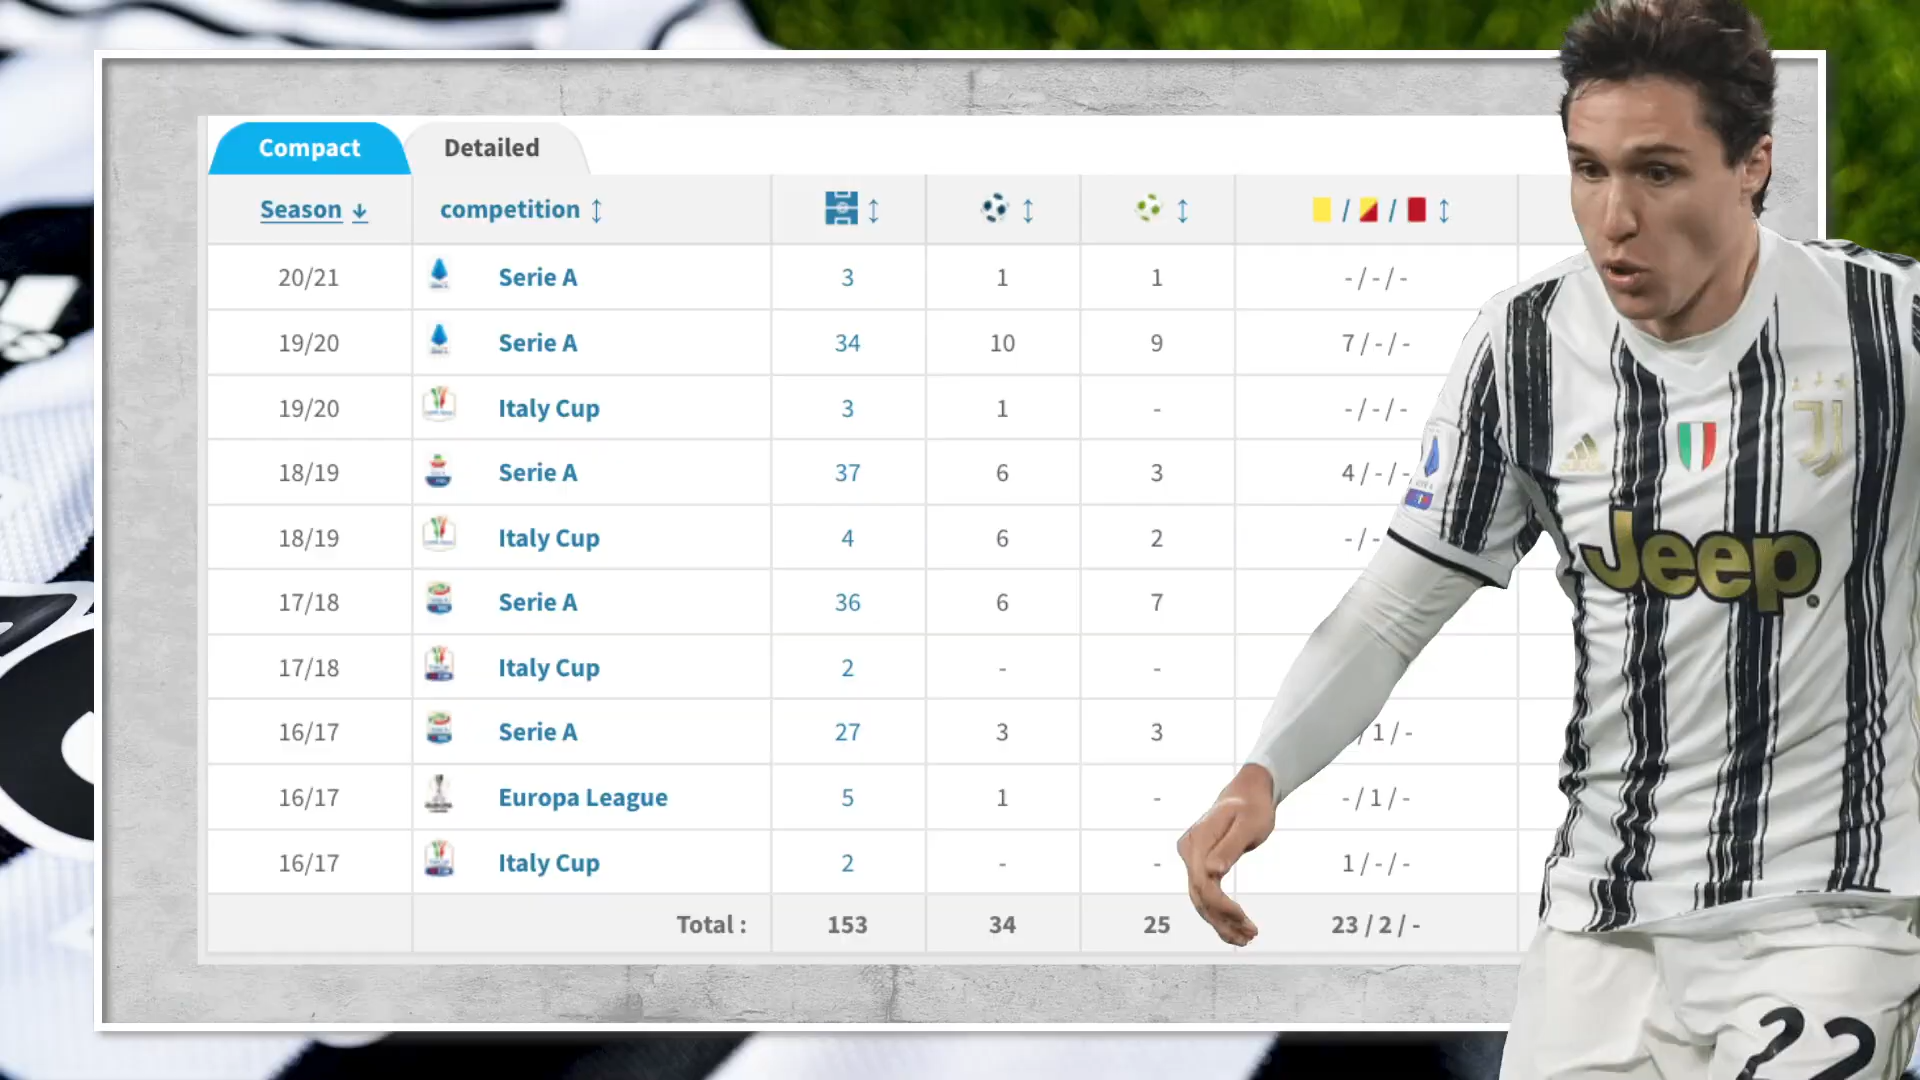 Compact Detailed
Season competition / /
20/21 Serie A 3 1 1 -/-/-
19/20 Serie A 34 10 9 7/-/-
19/20 Italy Cup 3 1 - -/-/-
18/19 Serie A 37 6 3 4/-/-
18/19 Italy Cup 4 6 2 -/-
17/18 Serie A 36 6 7
17/18 Italy Cup 2 - -
16/17 Serie A 27 3 3 /1/-
16/17 Europa League 5 1 - -/1/-
16/17 Italy Cup 2 - - 1/-/-
Total : 153 34 25 23/2/-
Jeep
22